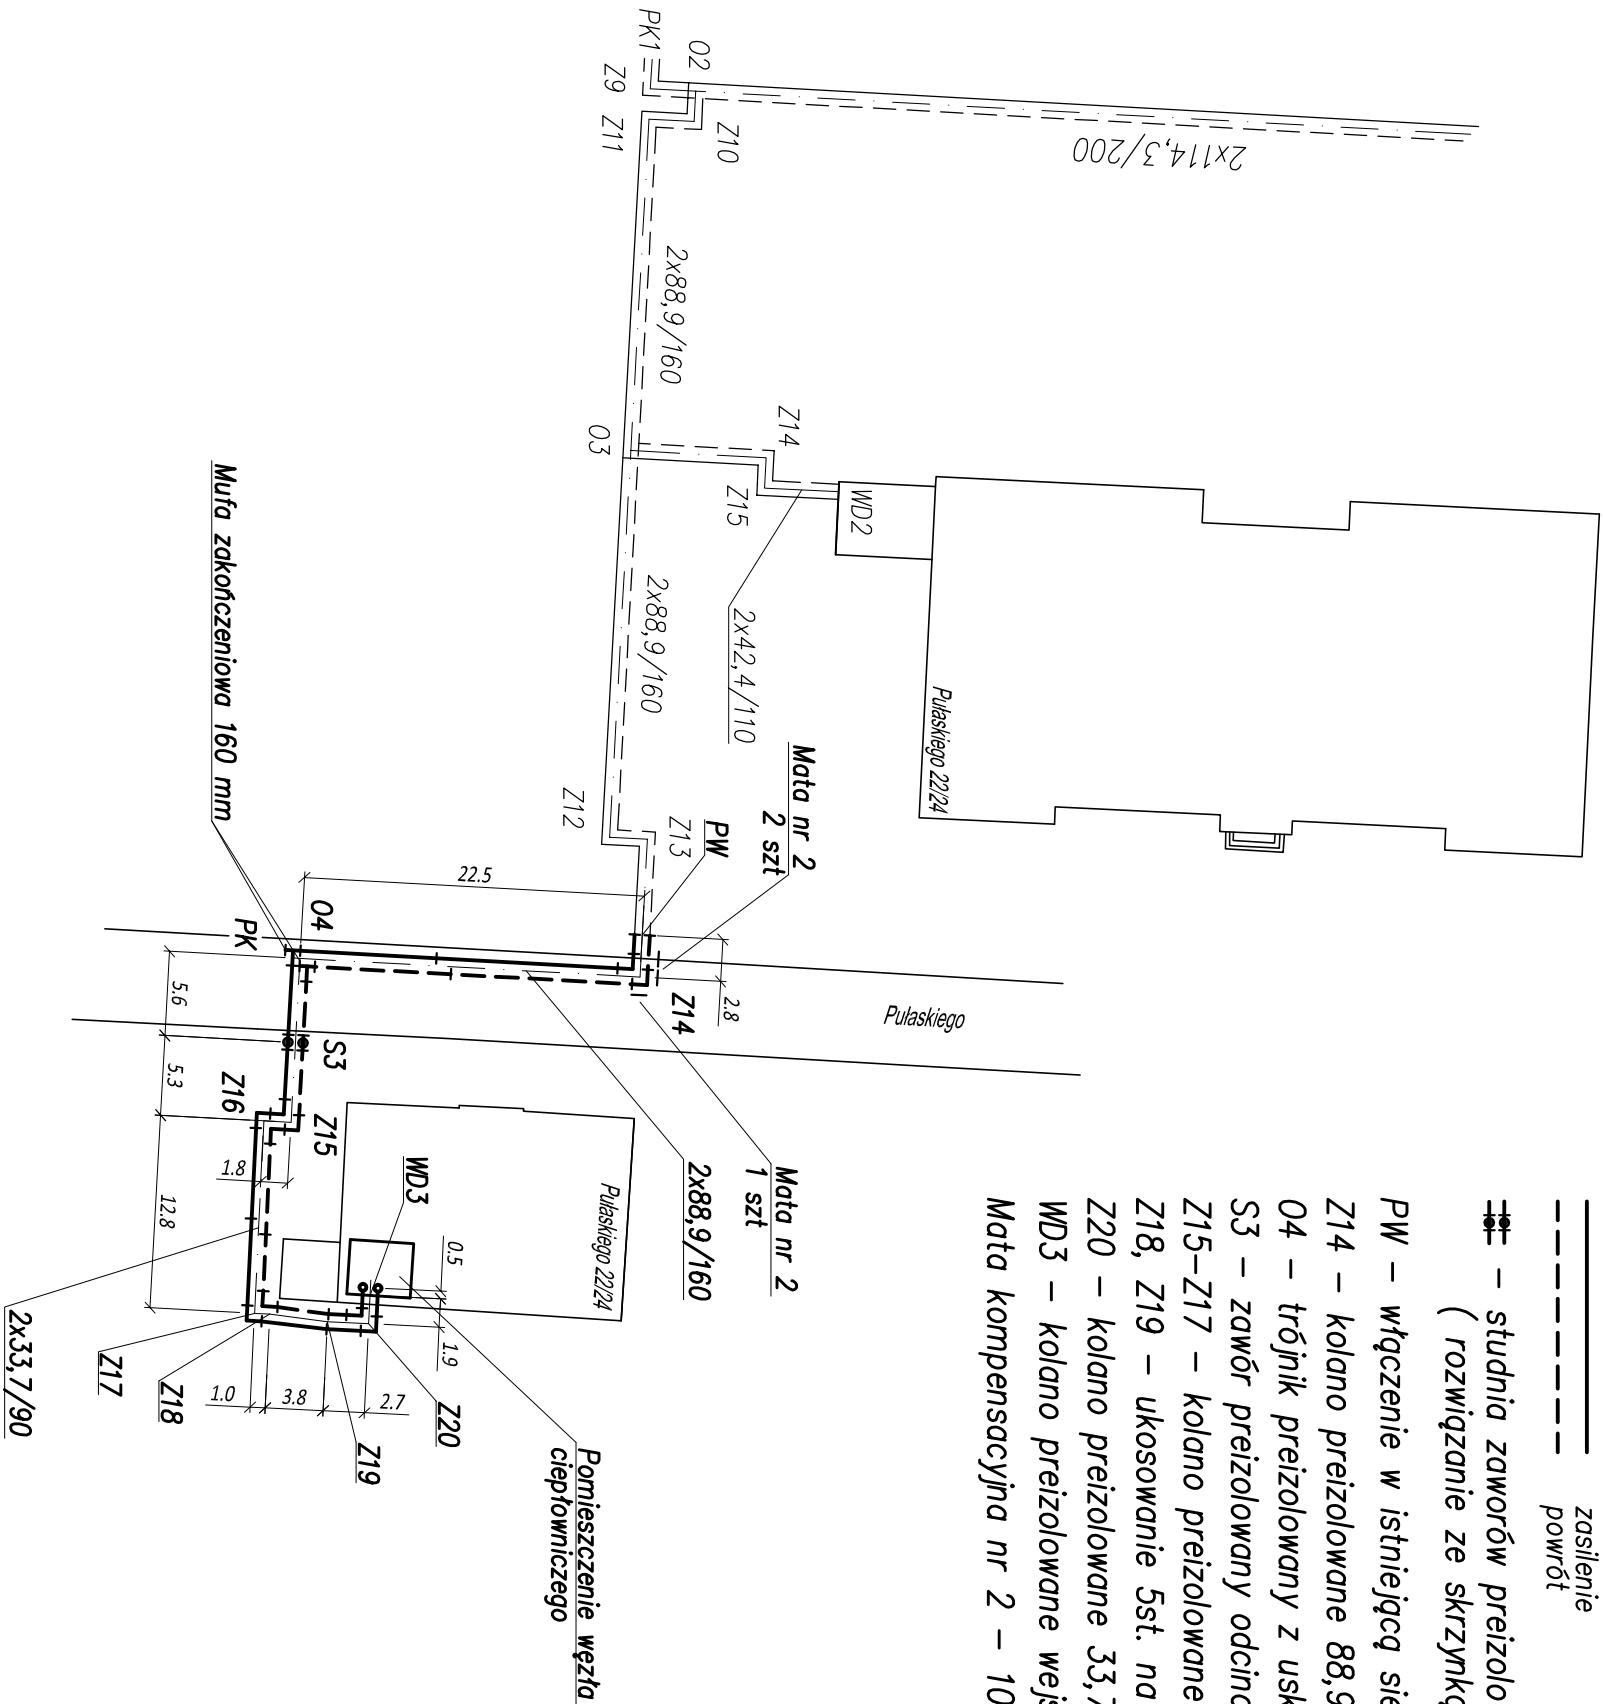 zasilenie
powrót
– studnia zaworów preizolo
( rozwiązanie ze skrzynką
PW – włączenie w istniejącą sie
Z14 – kolano preizolowane 88,9
O4 – trójnik preizolowany z usk
S3 – zawór preizolowany odcina
Z15–Z17 – kolano preizolowane
Z18, Z19 – ukosowanie 5st. na
Z20 – kolano preizolowane 33,7
WD3 – kolano preizolowane wejś
Mata kompensacyjna nr 2 – 10
2x114,3/200
PK1
O2
Z9
Z10
Z11
2x88,9/160
O3
Z14
Z15
WD2
2x42,4/110
Pułaskiego 22/24
2x88,9/160
Z12
Z13
PW
Mata nr 2
2 szt
Mufa zakończeniowa 160 mm
22.5
O4
PK
2.8
Z14
Pułaskiego
5.6
S3
5.3
Z16
Z15
1.8
12.8
WD3
Pułaskiego 22/24
0.5
1.9
Mata nr 2
1 szt
2x88,9/160
2x33,7/90
Z17
Z18
1.0
3.8
2.7
Z19
Z20
Pomieszczenie węzła
ciepłowniczego